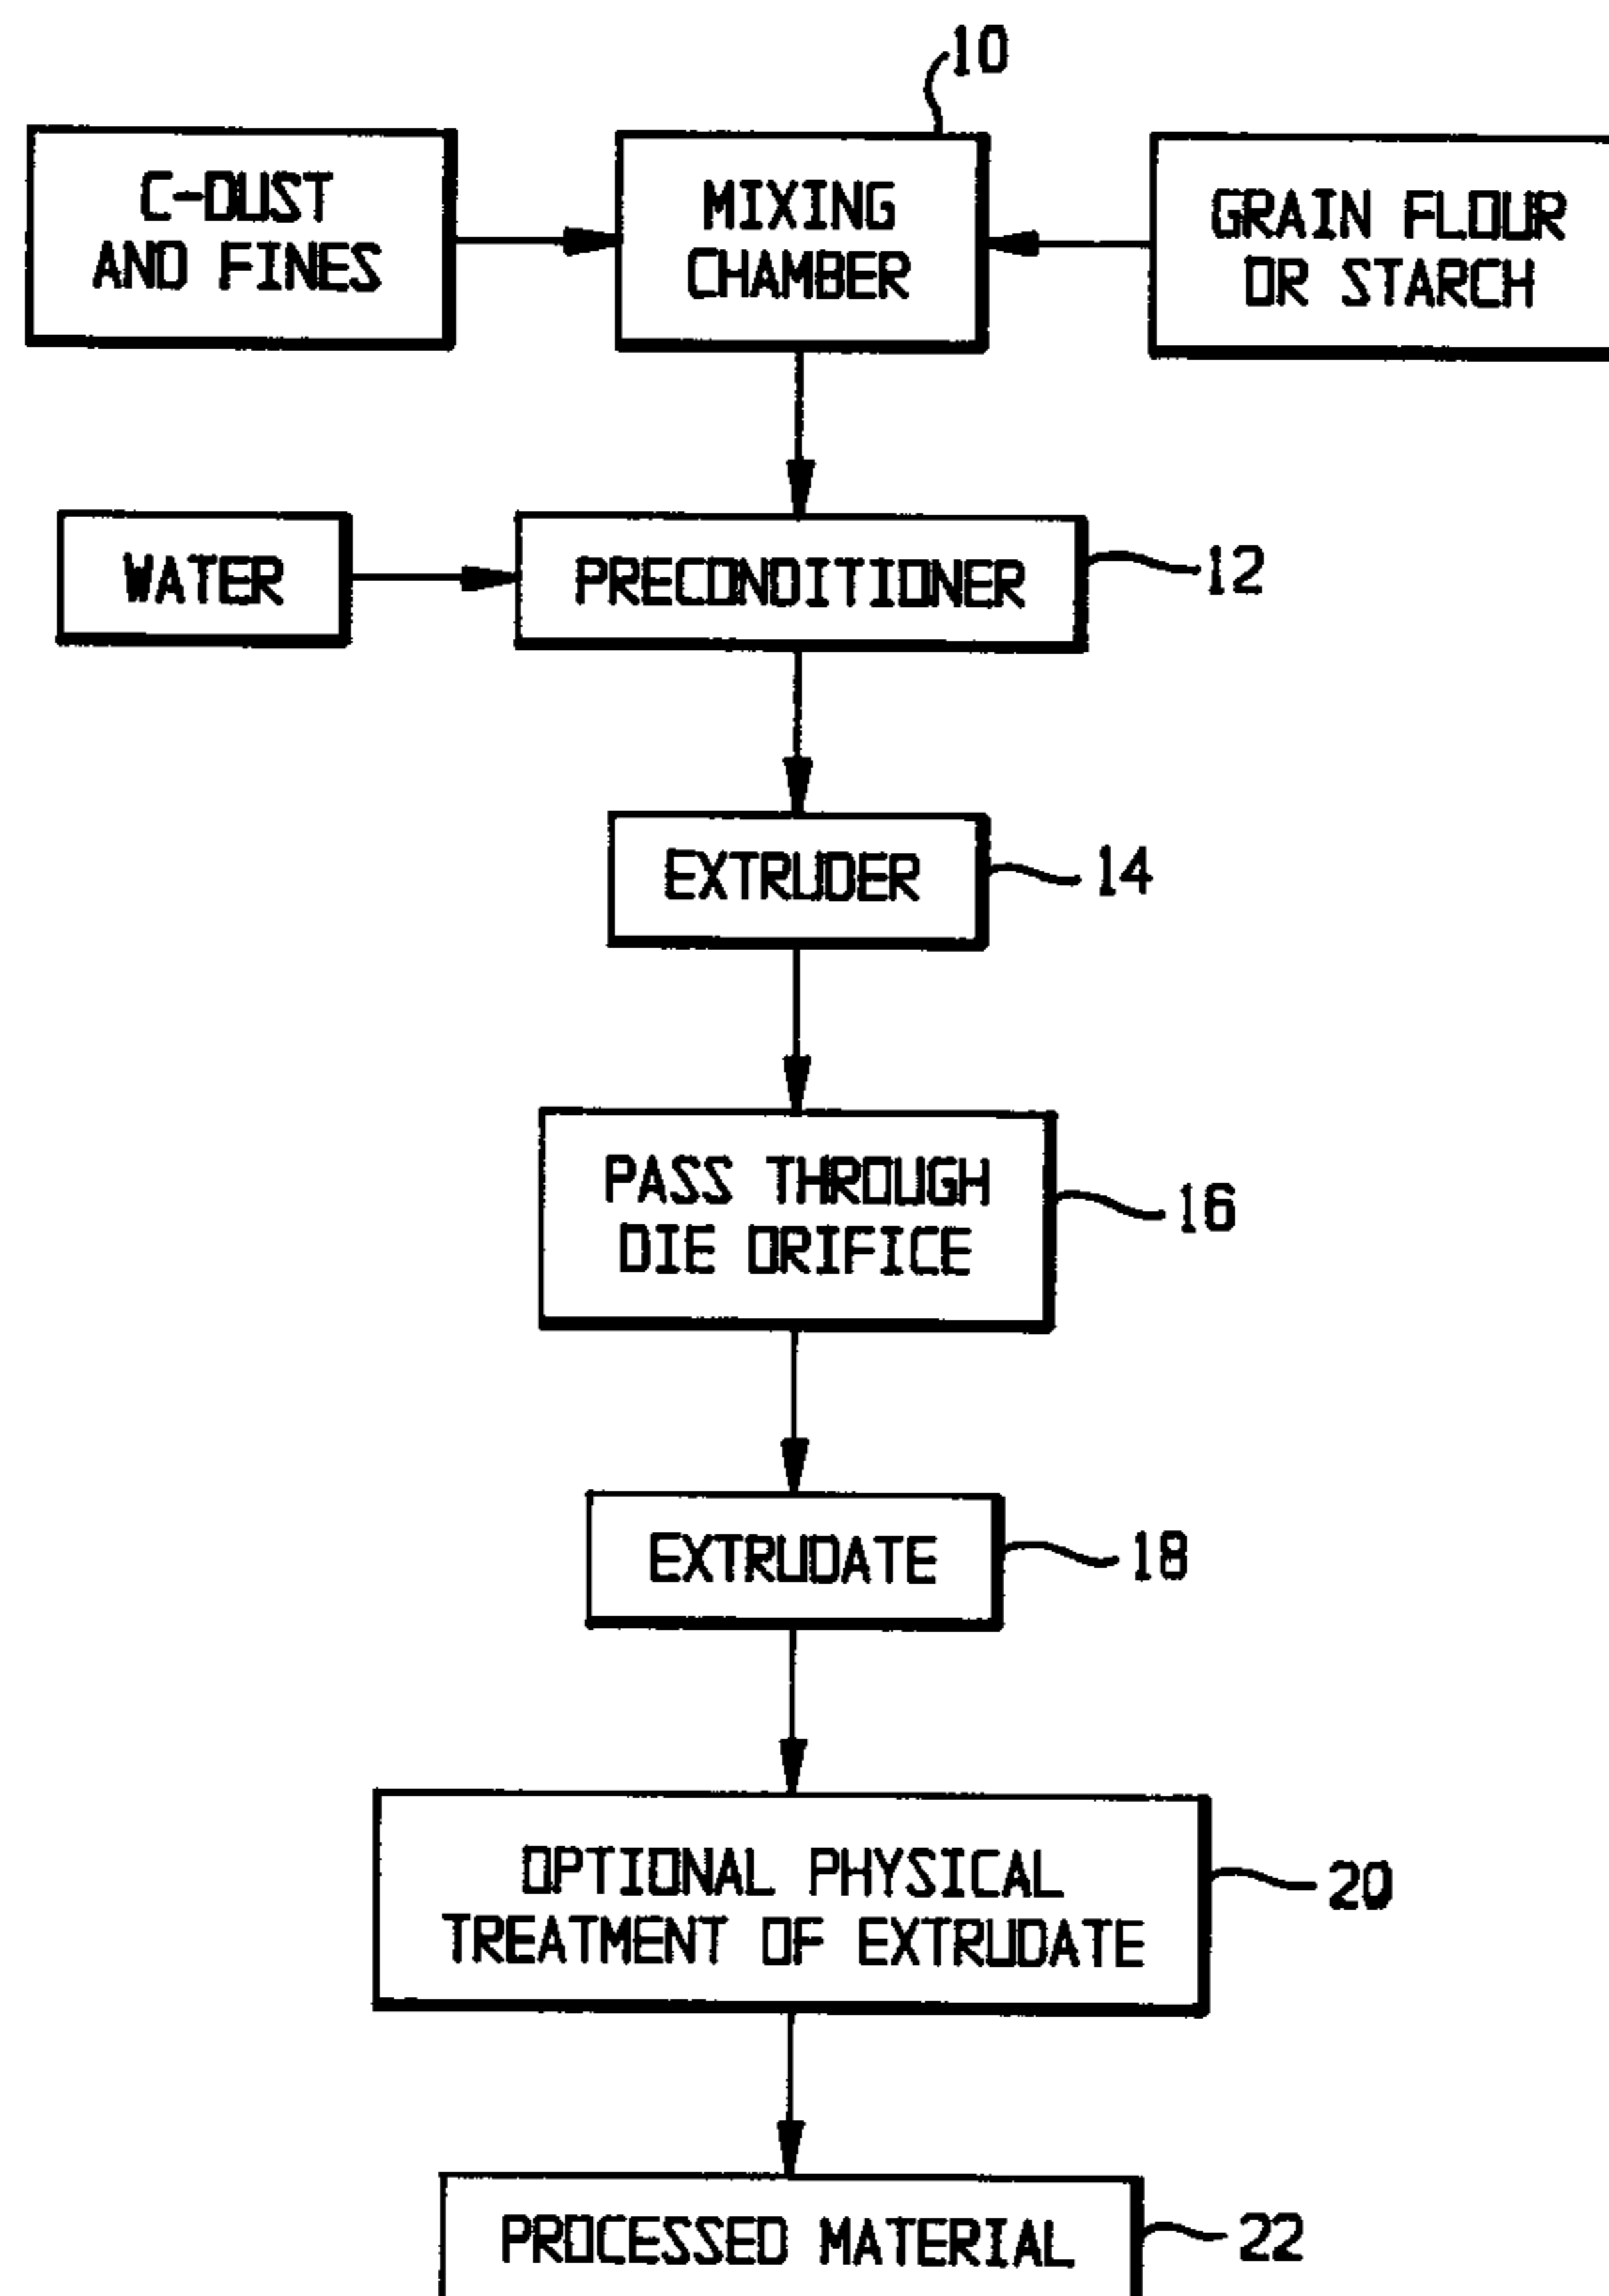 10
C-DUST
AND FINES
MIXING
CHAMBER
GRAIN FLOUR
OR STARCH
WATER
PRECONDITIONER
12
EXTRUDER
14
PASS THROUGH
DIE ORIFICE
16
EXTRUDATE
18
OPTIONAL PHYSICAL
TREATMENT OF EXTRUDATE
20
PROCESSED MATERIAL
22